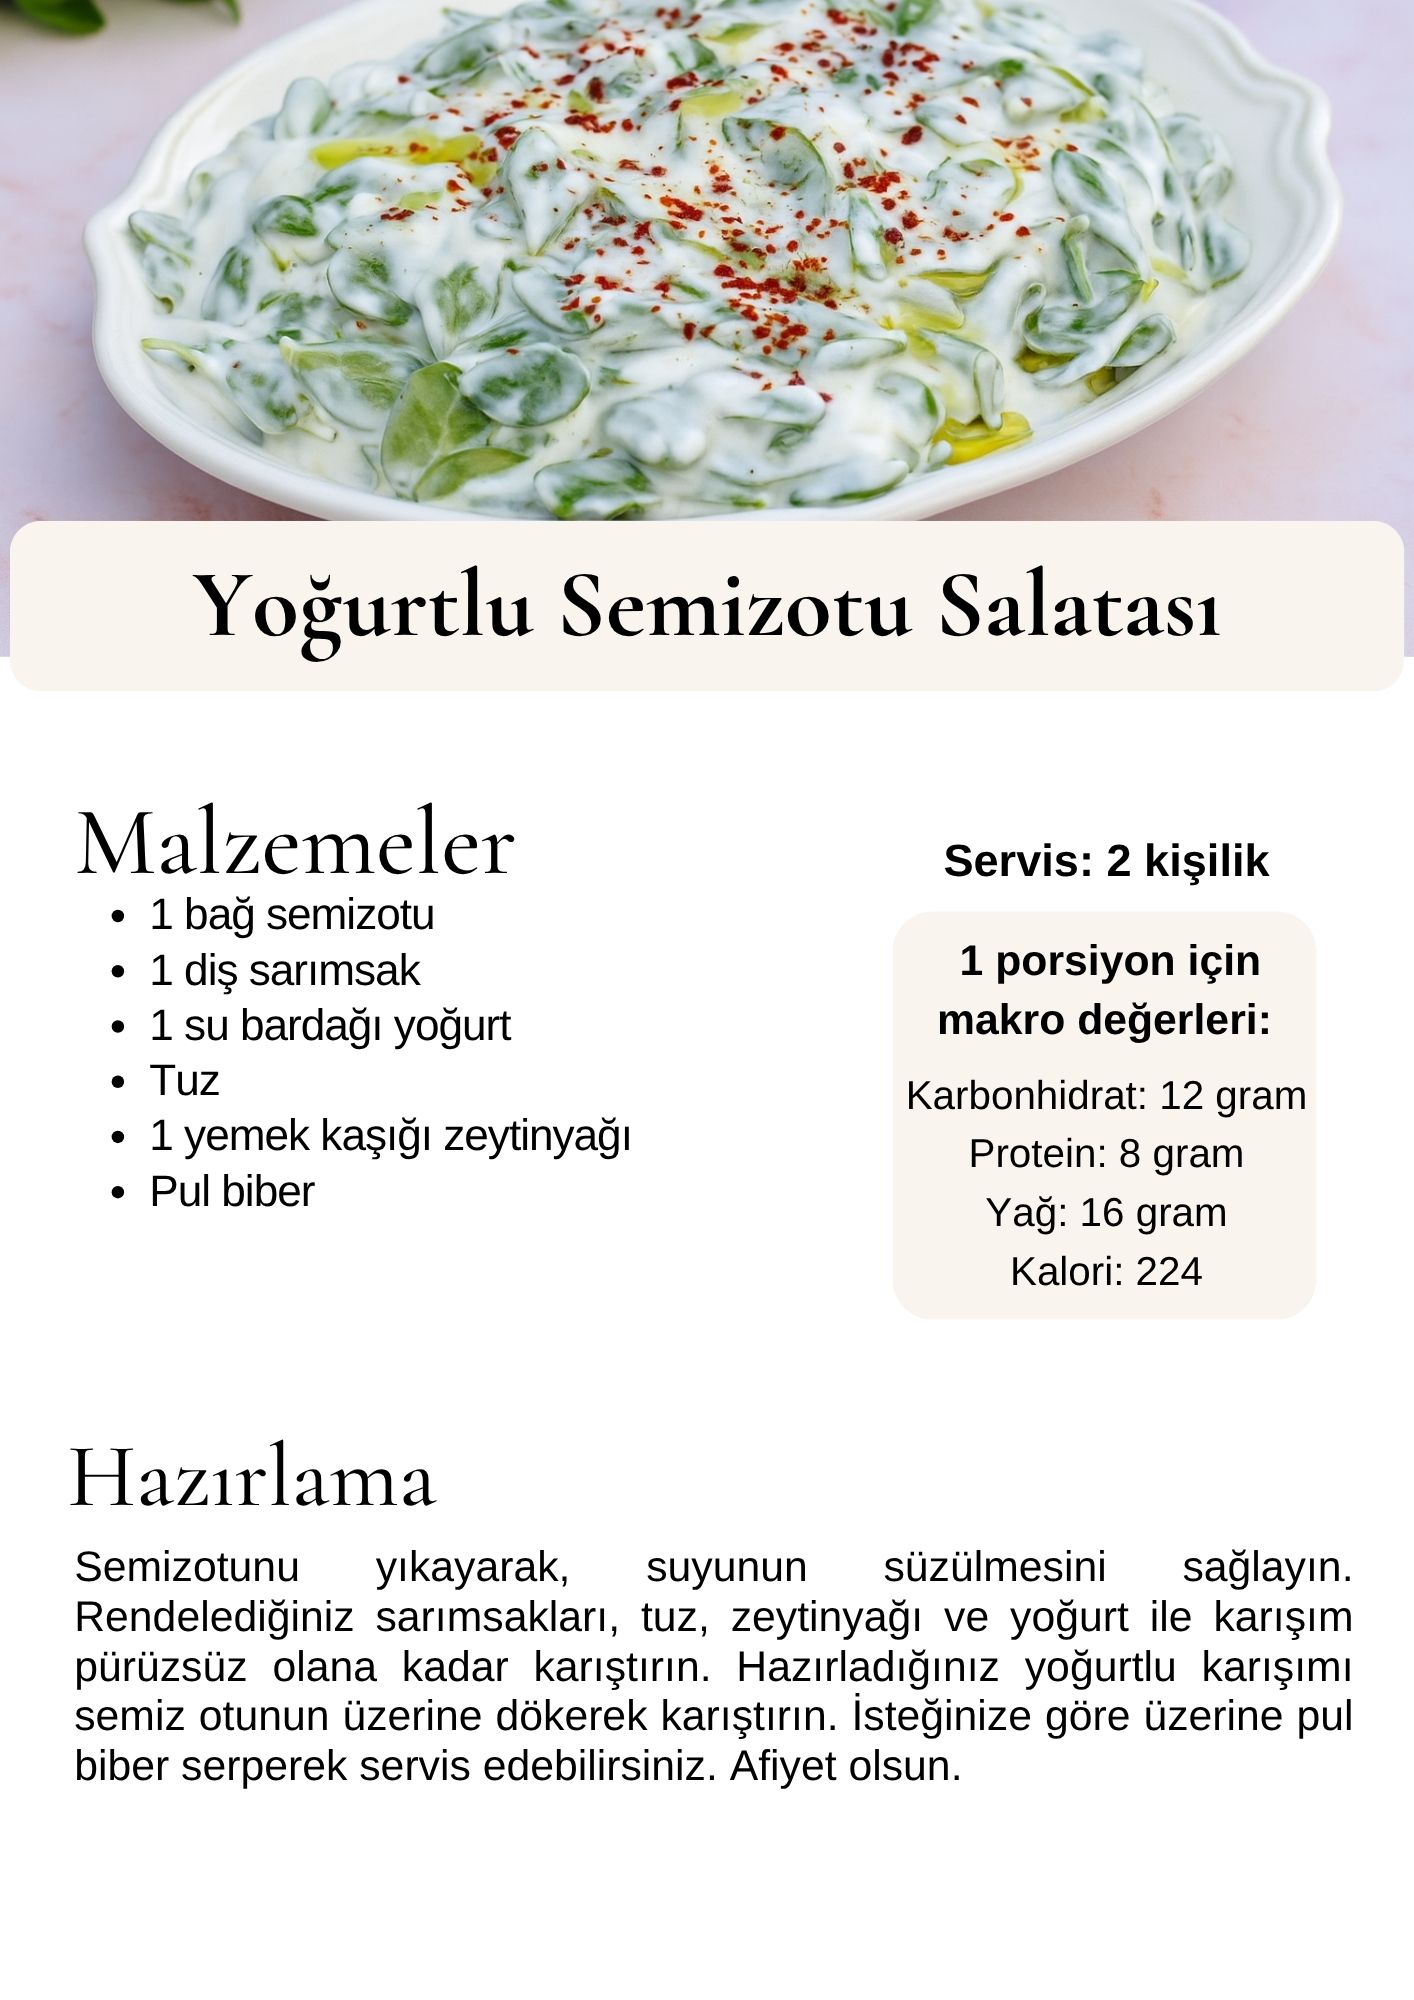 Yoğurtlu Semizotu Salatası
Malzemeler
1 bağ semizotu
1 diş sarımsak
1 su bardağı yoğurt
Tuz
1 yemek kaşığı zeytinyağı
Pul biber
Servis: 2 kişilik
1 porsiyon için
makro değerleri:
Karbonhidrat: 12 gram
Protein: 8 gram
Yağ: 16 gram
Kalori: 224
Hazırlama
Semizotunu yıkayarak, suyunun süzülmesini sağlayın.
Rendelediğiniz sarımsakları, tuz, zeytinyağı ve yoğurt ile karışım
pürüzsüz olana kadar karıştırın. Hazırladığınız yoğurtlu karışımı
semiz otunun üzerine dökerek karıştırın. İsteğinize göre üzerine pul
biber serperek servis edebilirsiniz. Afiyet olsun.